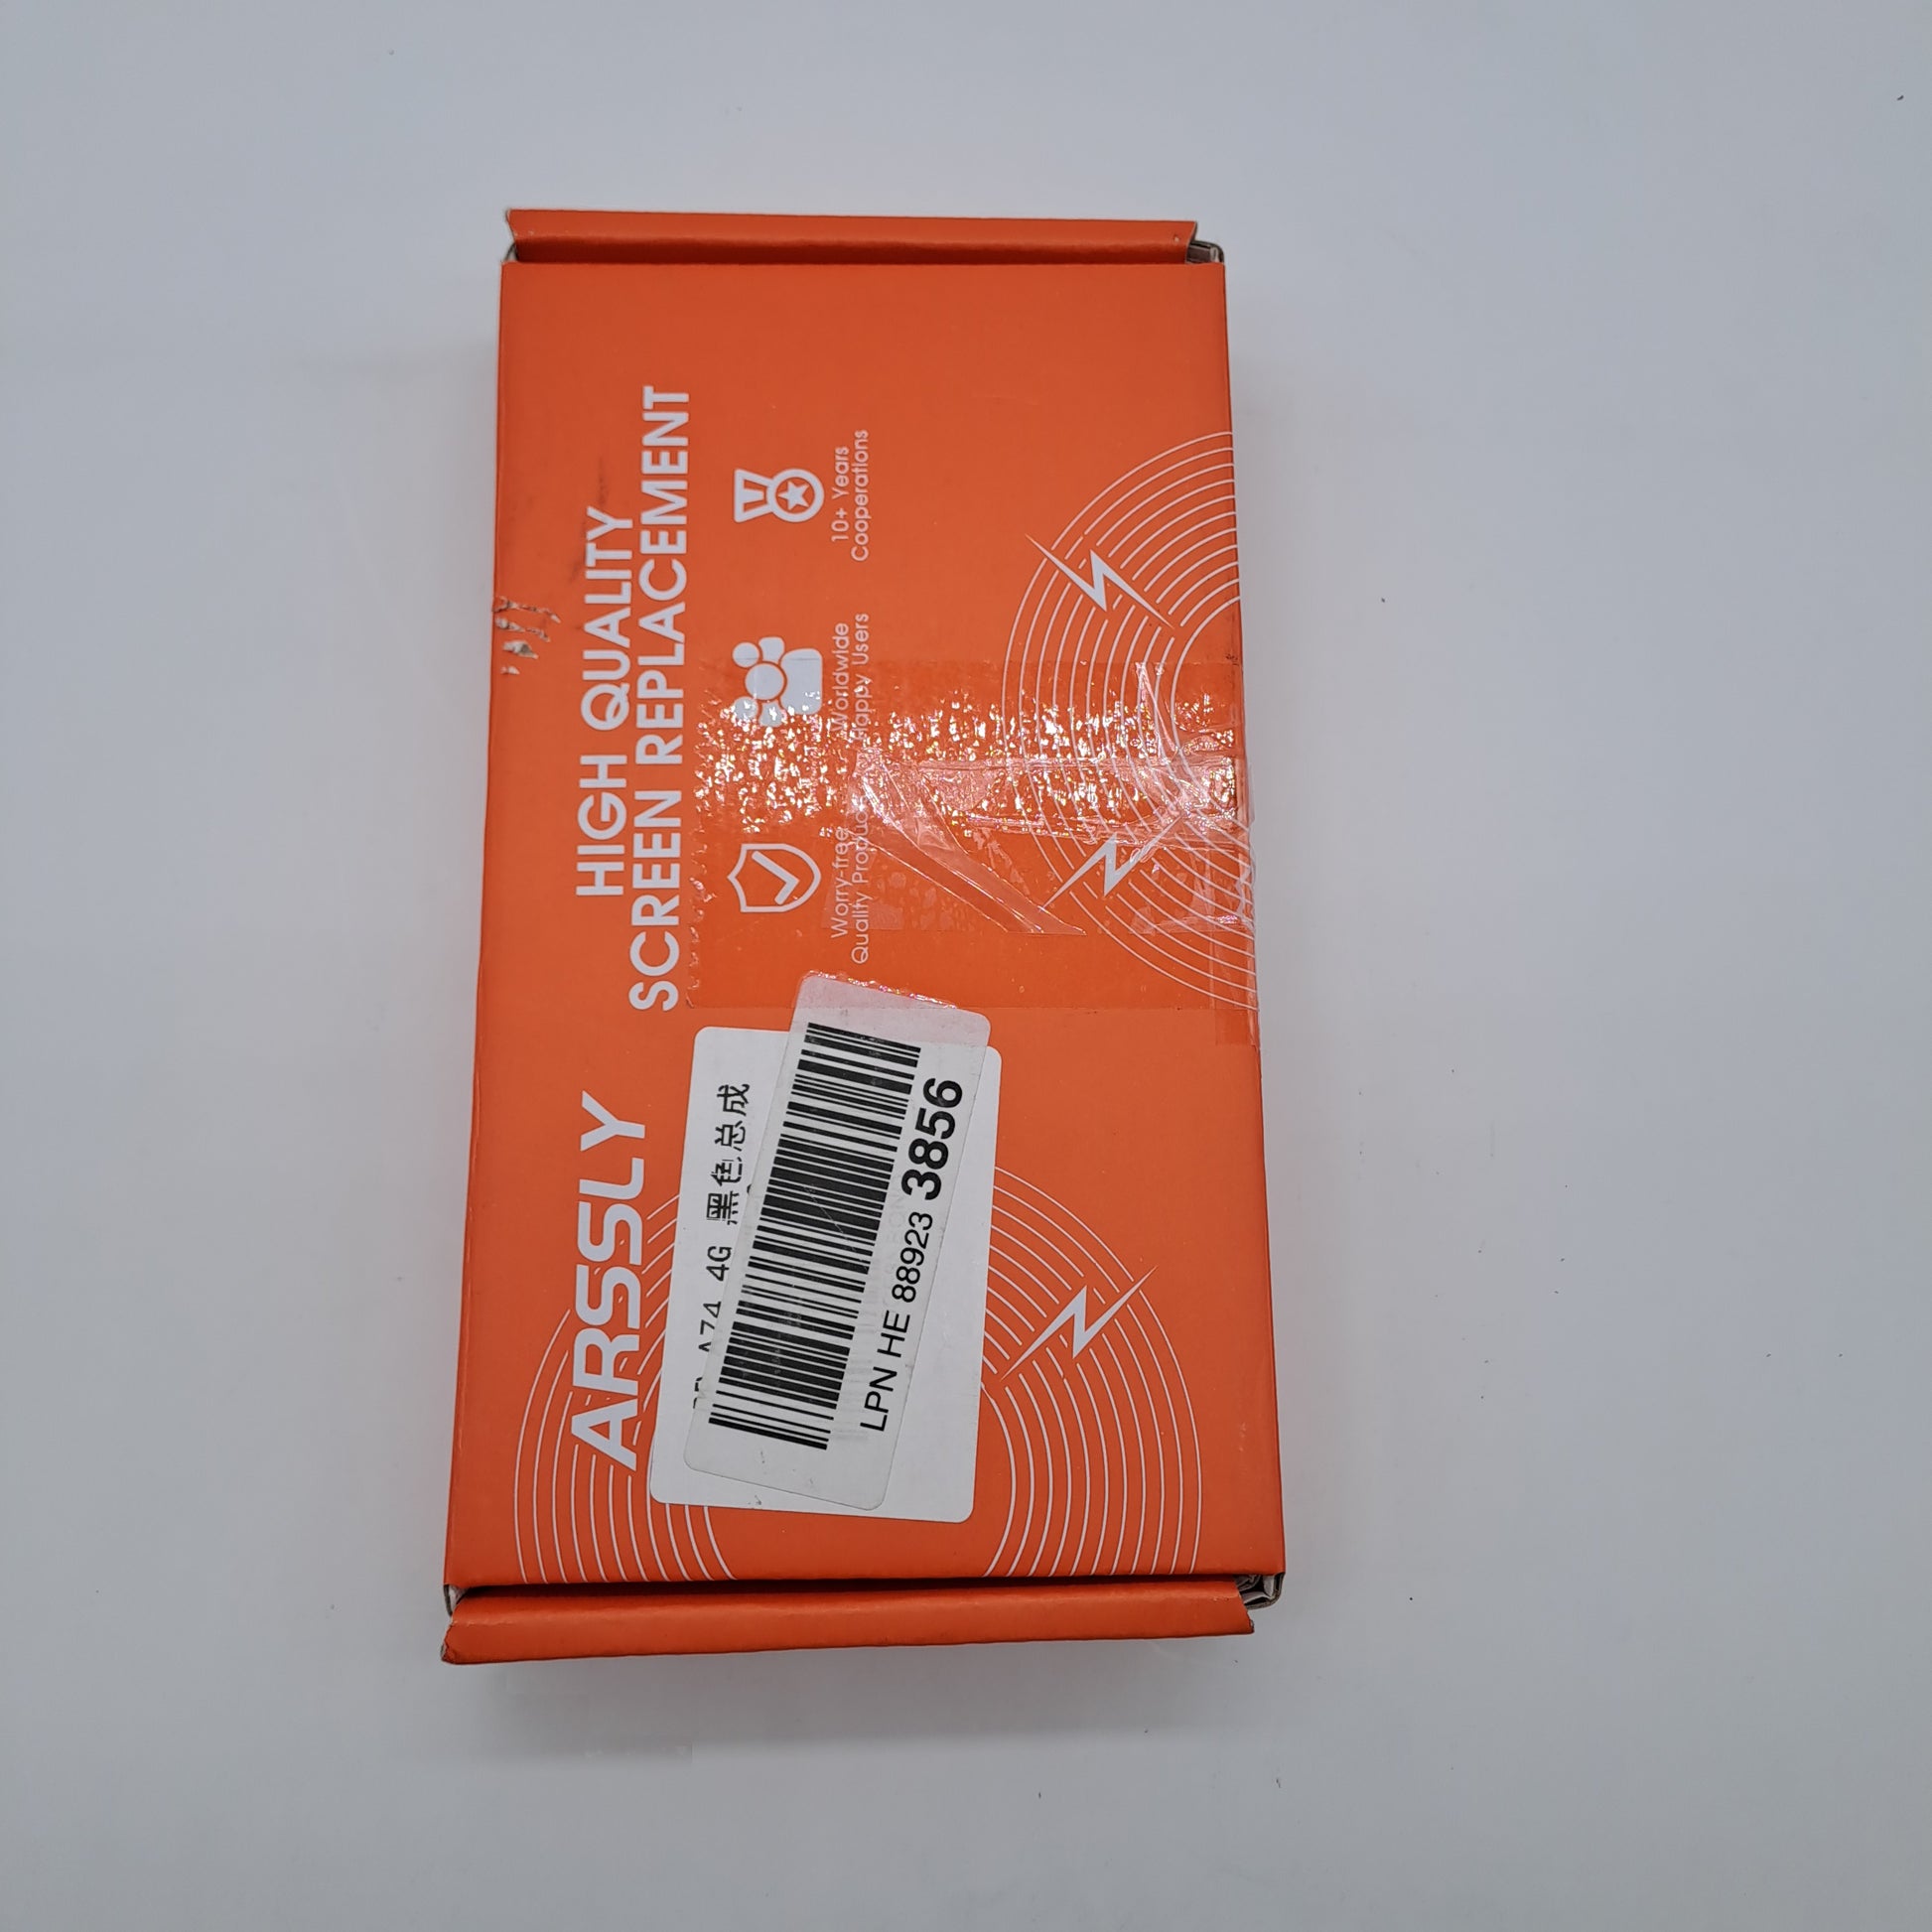 ARSSLY
HIGH QUALITY
SCREEN REPLACEMENT
Worry-free
Quality
Worldwide
Happy Users
10+ Years
Cooperations
A74 4G 黑色总成
LPN HE 88923 3856